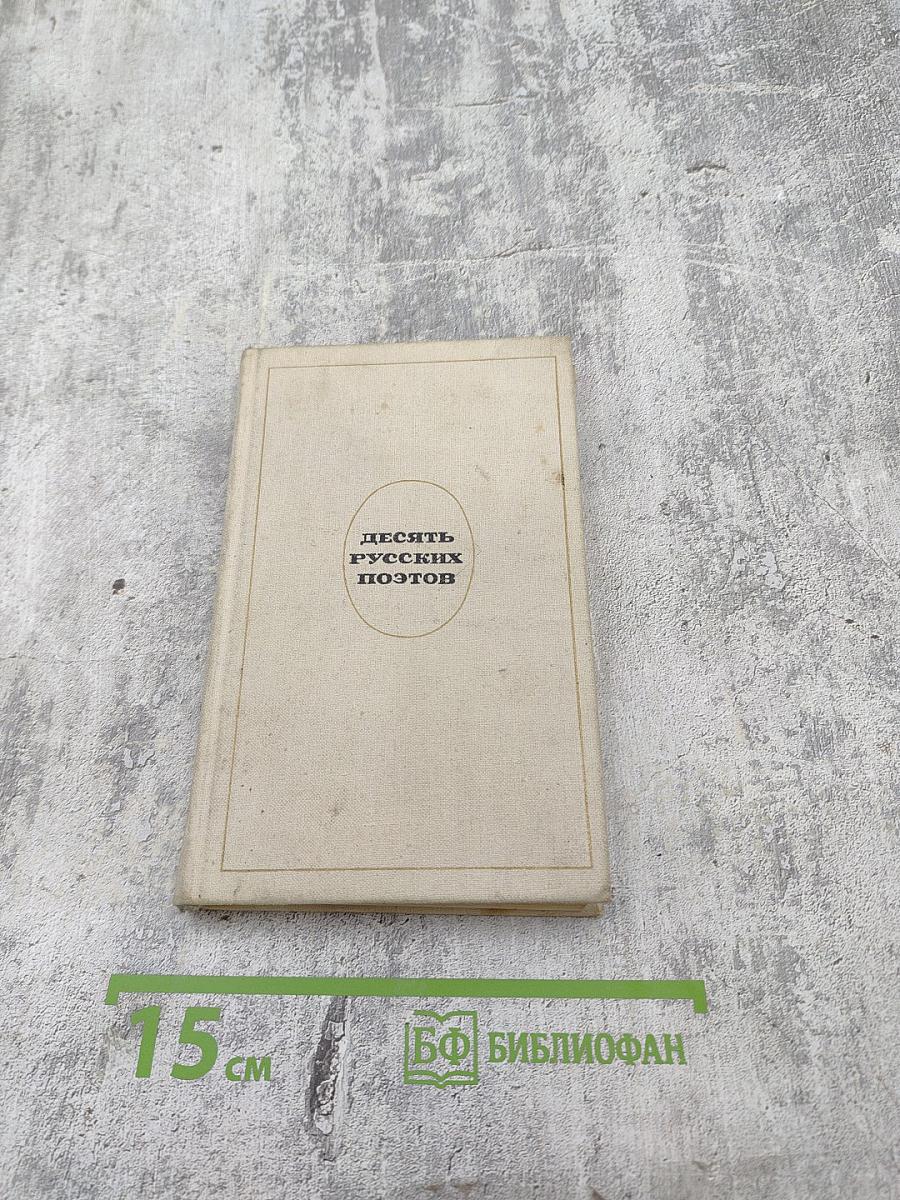 ДЕСЯТЬ
РУССКИХ
ПОЭТОВ
15 см
БФ БИБЛИОФАН